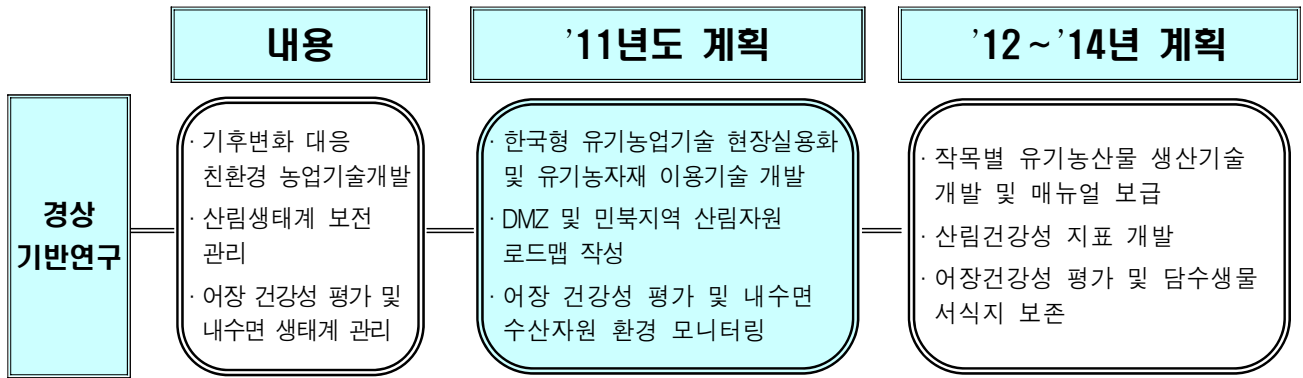 내용
'11년도 계획
'12～'14년 계획
경상
기반연구
· 기후변화 대응
친환경 농업기술개발
· 산림생태계 보전
관리
· 어장 건강성 평가 및
내수면 생태계 관리
· 한국형 유기농업기술 현장실용화
및 유기농자재 이용기술 개발
· DMZ 및 민북지역 산림자원
로드맵 작성
· 어장 건강성 평가 및 내수면
수산자원 환경 모니터링
· 작목별 유기농산물 생산기술
개발 및 매뉴얼 보급
· 산림건강성 지표 개발
· 어장건강성 평가 및 담수생물
서식지 보존